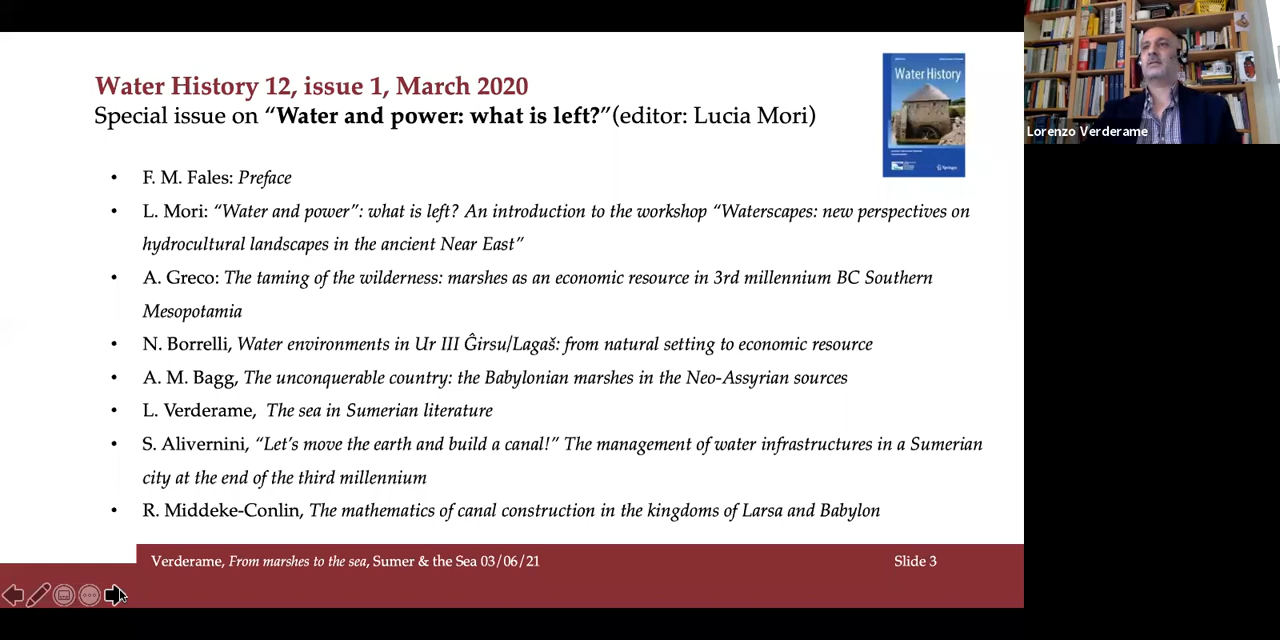 Water History 12, issue 1, March 2020
Special issue on “Water and power: what is left?”(editor: Lucia Mori)
Water History
Springer
Lorenzo Verderame
• F. M. Fales: Preface
• L. Mori: “Water and power”: what is left? An introduction to the workshop “Waterscapes: new perspectives on
hydrocultural landscapes in the ancient Near East”
• A. Greco: The taming of the wilderness: marshes as an economic resource in 3rd millennium BC Southern
Mesopotamia
• N. Borrelli, Water environments in Ur III Ĝirsu/Lagaš: from natural setting to economic resource
• A. M. Bagg, The unconquerable country: the Babylonian marshes in the Neo-Assyrian sources
• L. Verderame, The sea in Sumerian literature
• S. Alivernini, “Let’s move the earth and build a canal!” The management of water infrastructures in a Sumerian
city at the end of the third millennium
• R. Middeke-Conlin, The mathematics of canal construction in the kingdoms of Larsa and Babylon
Verderame, From marshes to the sea, Sumer & the Sea 03/06/21
Slide 3